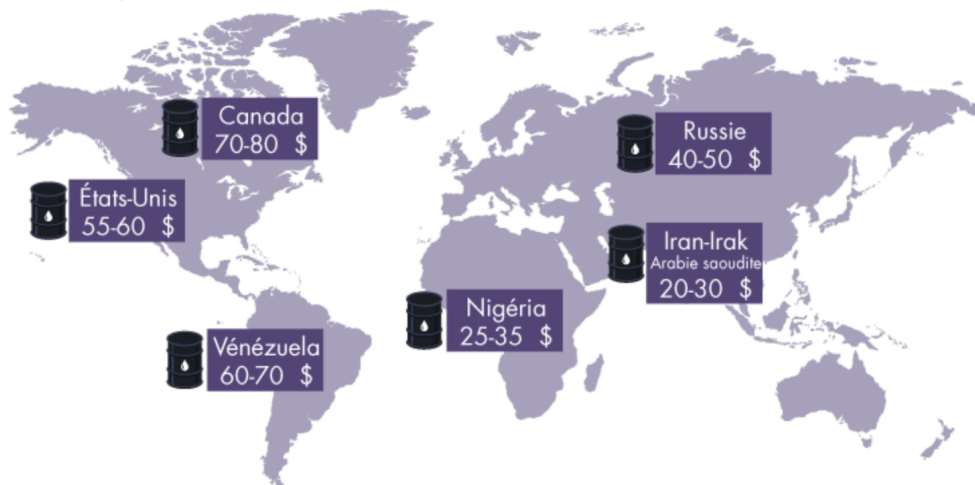 Canada
70-80 $
Russie
40-50 $
États-Unis
55-60 $
Iran-Irak
Arabie saoudite
20-30 $
Nigéria
25-35 $
Vénézuela
60-70 $